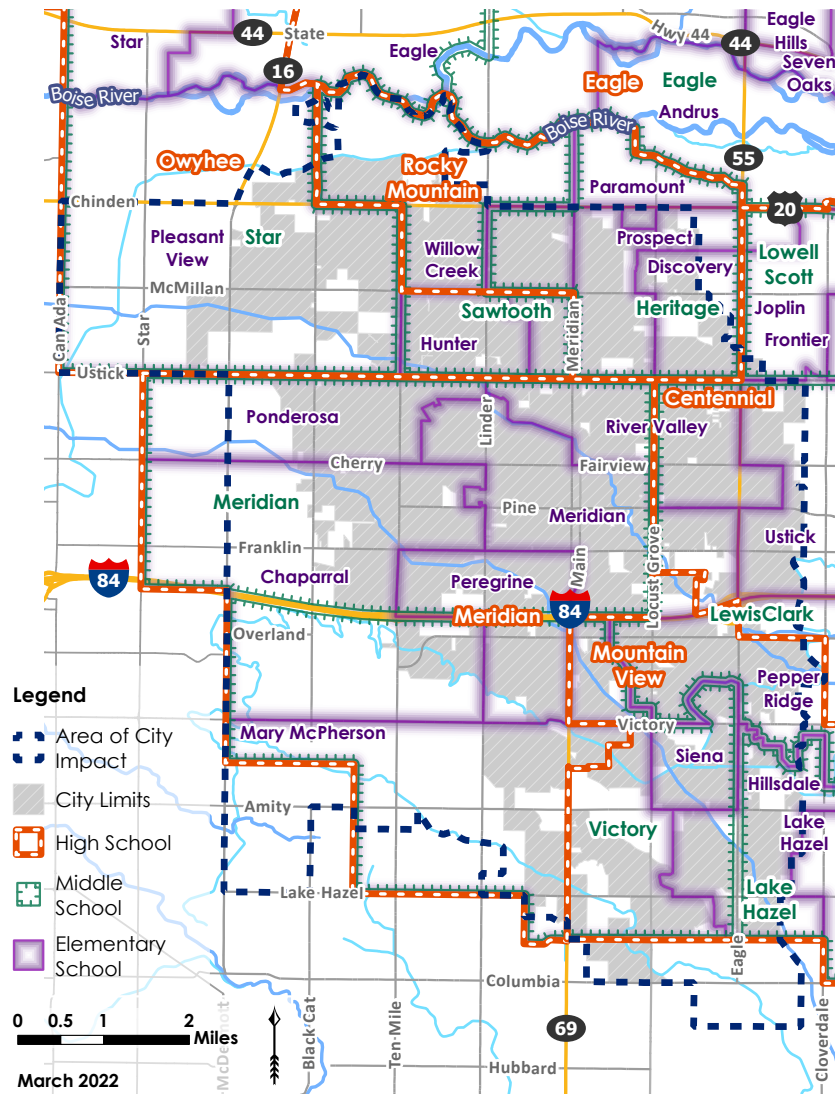 Star
44
State
Hwy 44
44
Eagle
Hills
Seven
Oaks
Eagle
16
Eagle
Eagle
Andrus
Boise River
Boise River
55
Owyhee
Rocky
Mountain
Paramount
Chinden
20
Pleasant
View
Star
Willow
Creek
Prospect
Discovery
Lowell
Scott
McMillan
Can Ada
Star
Sawtooth
Meridian
Heritage
Joplin
Frontier
Hunter
Ustick
Centennial
Ponderosa
Linder
River Valley
Cherry
Fairview
Meridian
Pine
Meridian
Ustick
Franklin
84
Chaparral
Peregrine
Main
Locust Grove
Meridian
84
LewisClark
Overland
Mountain
View
Pepper
Ridge
Legend
Area of City
Impact
City Limits
High School
Middle
School
Elementary
School
Mary McPherson
Victory
Siena
Hillsdale
Amity
Victory
Lake
Hazel
Lake Hazel
Lake
Hazel
Eagle
Columbia
McDermott
Black Cat
Ten-Mile
69
Cloverdale
Hubbard
0 0.5 1 2
Miles
March 2022